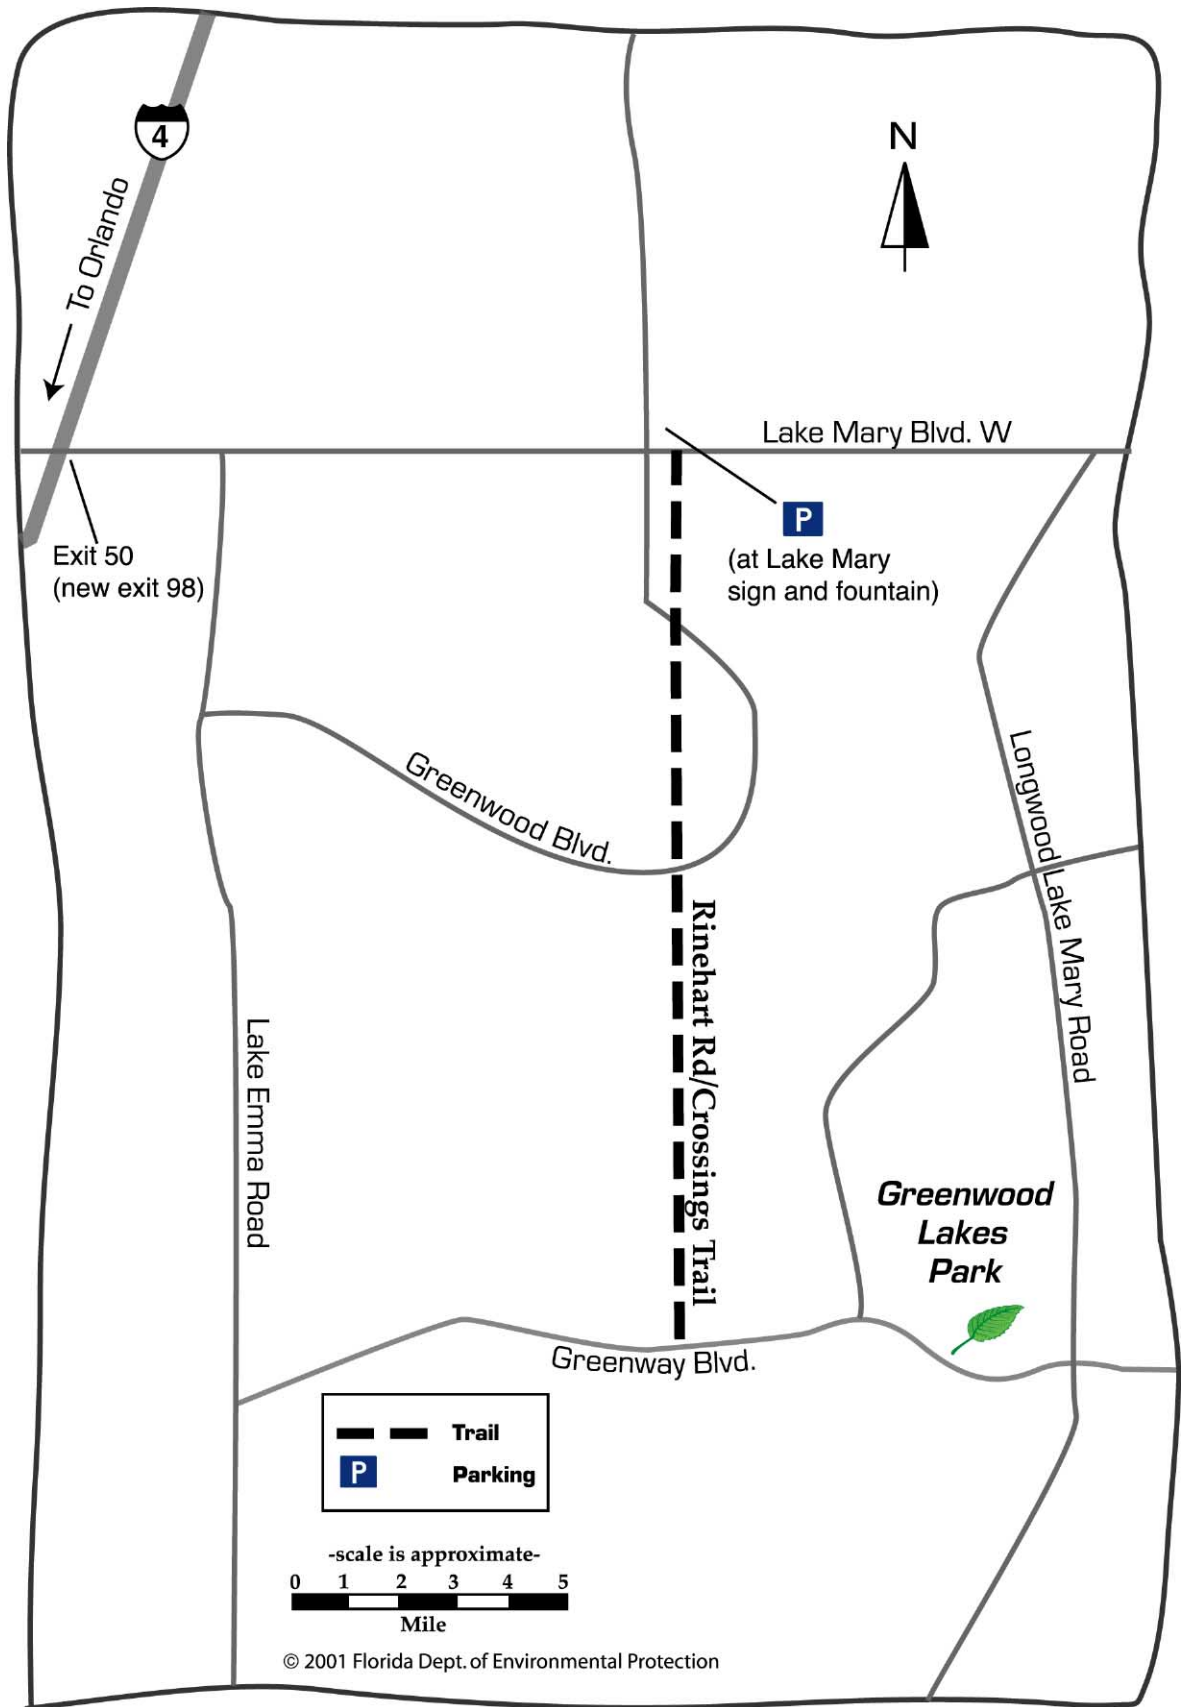 4
N
To Orlando
Lake Mary Blvd. W
P
Exit 50
(new exit 98)
(at Lake Mary
sign and fountain)
Greenwood Blvd.
Longwood Lake Mary Road
Rinehart Rd/Crossings Trail
Lake Emma Road
Greenwood
Lakes
Park
Greenway Blvd.
Trail
P Parking
-scale is approximate-
0 1 2 3 4 5
Mile
© 2001 Florida Dept. of Environmental Protection